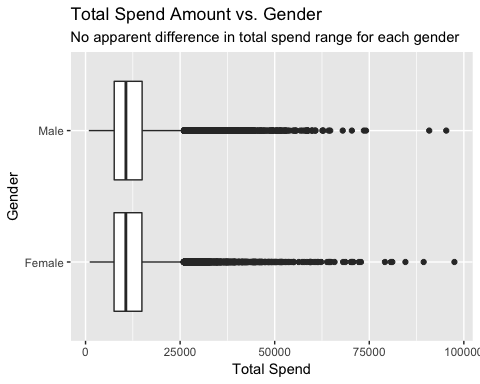 Total Spend Amount vs. Gender
No apparent difference in total spend range for each gender
Gender
Male
Female
0 25000 50000 75000 100000
Total Spend